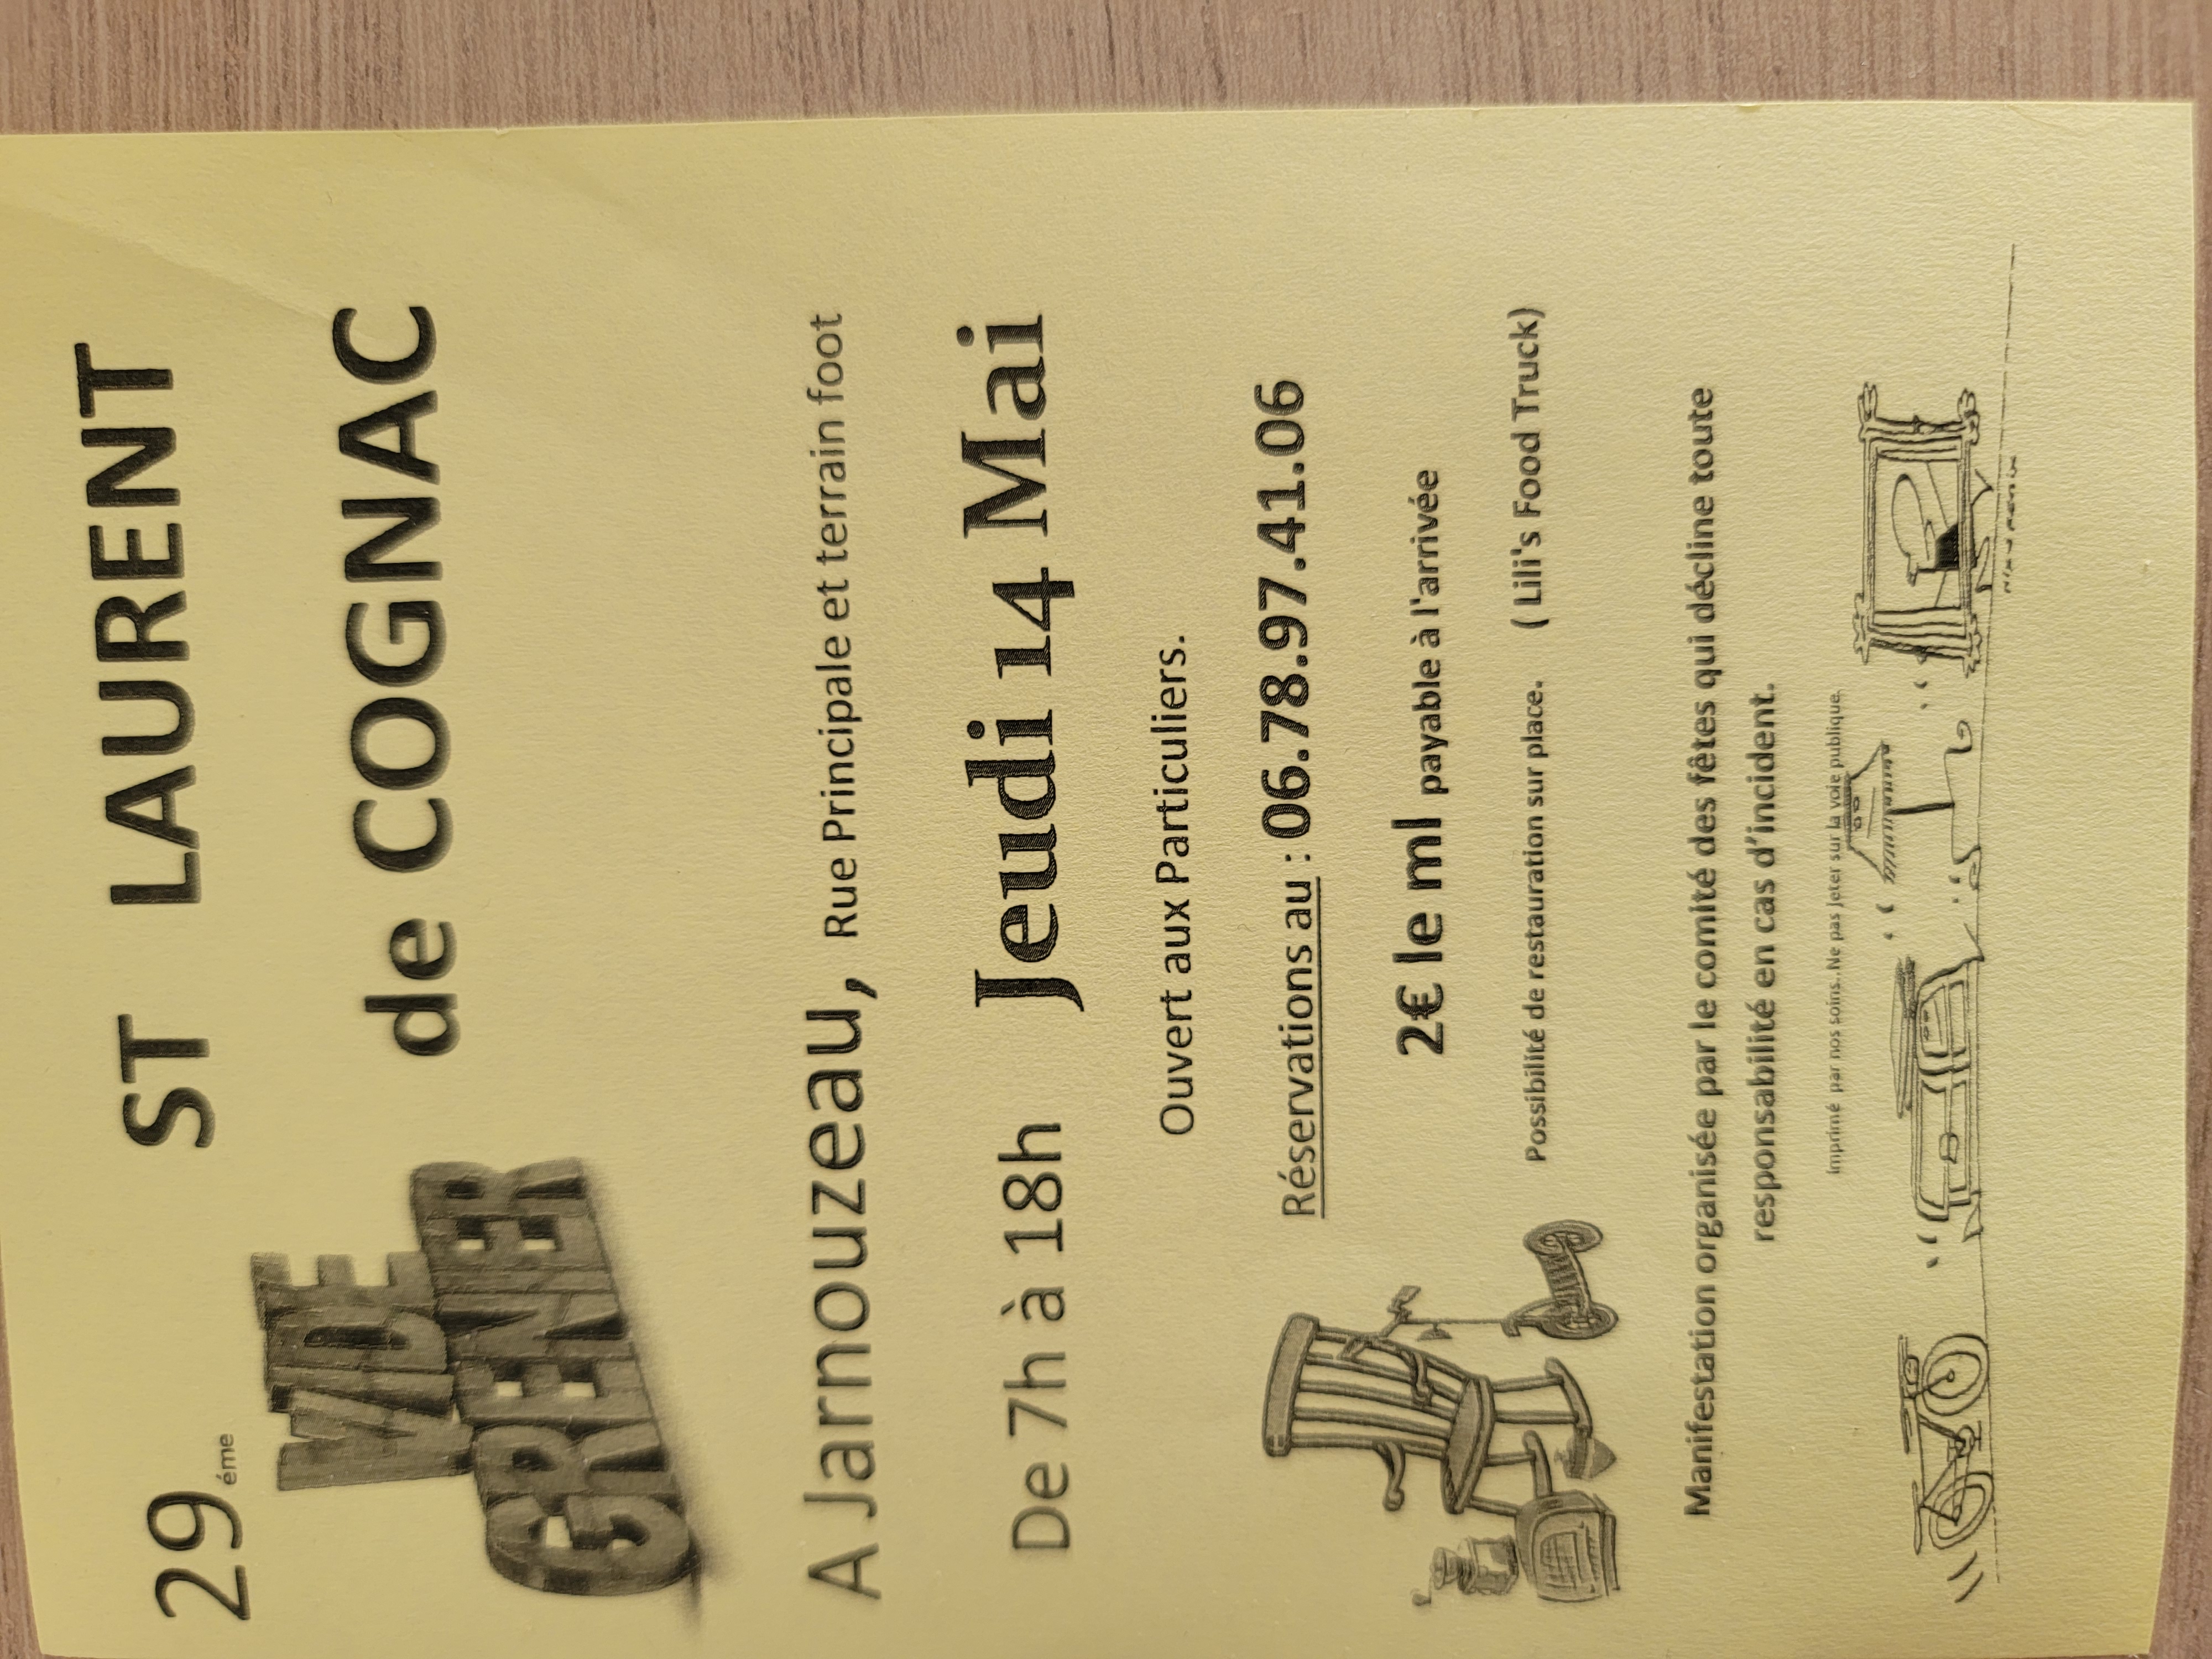 29éme
ST LAURENT
VIDE
GRENIER
de COGNAC
A Jarnouzeau, Rue Principale et terrain foot
De 7h à 18h Jeudi 14 Mai
Ouvert aux Particuliers.
Réservations au : 06.78.97.41.06
2€ le ml payable à l'arrivée
Possibilité de restauration sur place. ( Lili's Food Truck)
Manifestation organisée par le comité des fêtes qui décline toute
responsabilité en cas d'incident.
Imprimé par nos soins..Ne pas jeter sur la voie publique.